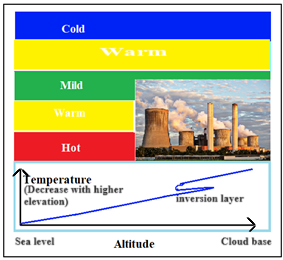 Cold
Warm
Mild
Warm
Hot
Temperature
(Decrease with higher
elevation)
inversion layer
Sea level
Altitude
Cloud base